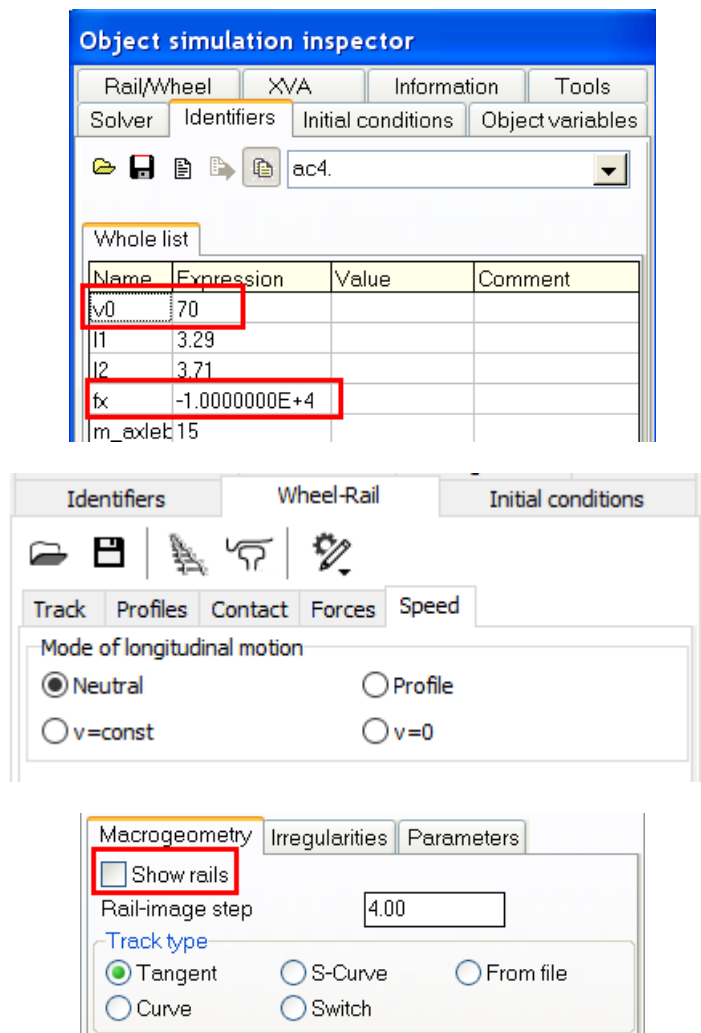 Object simulation inspector
Rail/Wheel XVA Information Tools
Solver Identifiers Initial conditions Object variables
ac4.
Whole list
Name Expression Value Comment
v0 70
l1 3.29
l2 3.71
fx -1.0000000E+4
m_axleb 15
Identifiers Wheel-Rail Initial conditions
Track Profiles Contact Forces Speed
Mode of longitudinal motion
Neutral Profile
v=const v=0
Macrogeometry Irregularities Parameters
Show rails
Rail-image step 4.00
Track type
Tangent S-Curve From file
Curve Switch